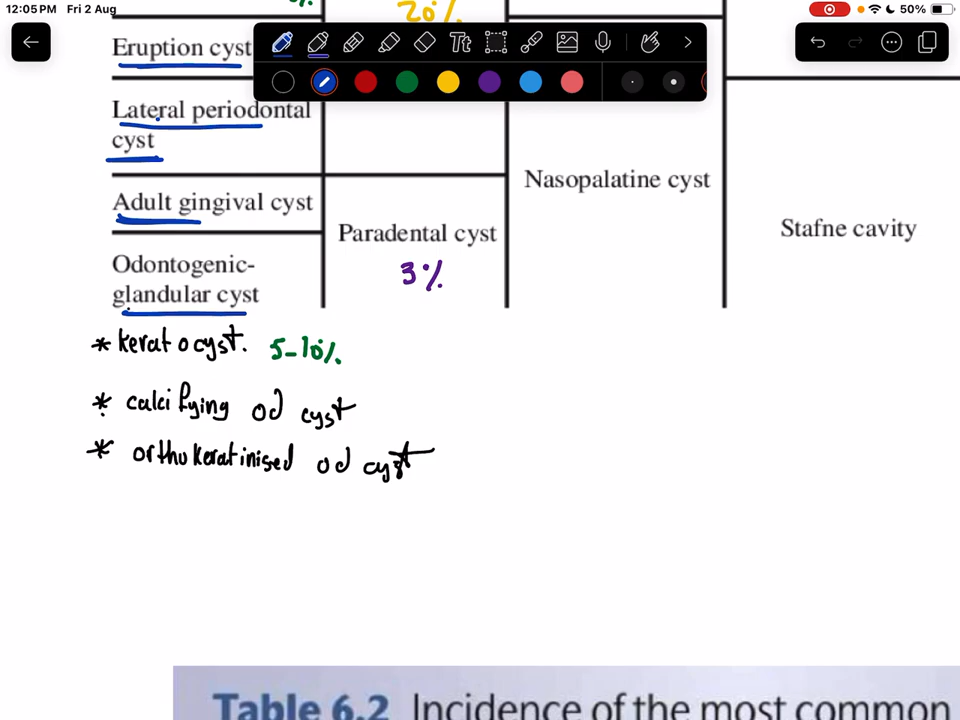 12:05 PM Fri 2 Aug
50%
20%
Eruption cyst
Tt
Lateral periodontal
cyst
Nasopalatine cyst
Adult gingival cyst
Paradental cyst
3%
Stafne cavity
Odontogenic-
glandular cyst
* keratocyst. 5-10%
* calcifying od cyst
* orthokeratinised od cyst
Table 6.2 Incidence of the most common